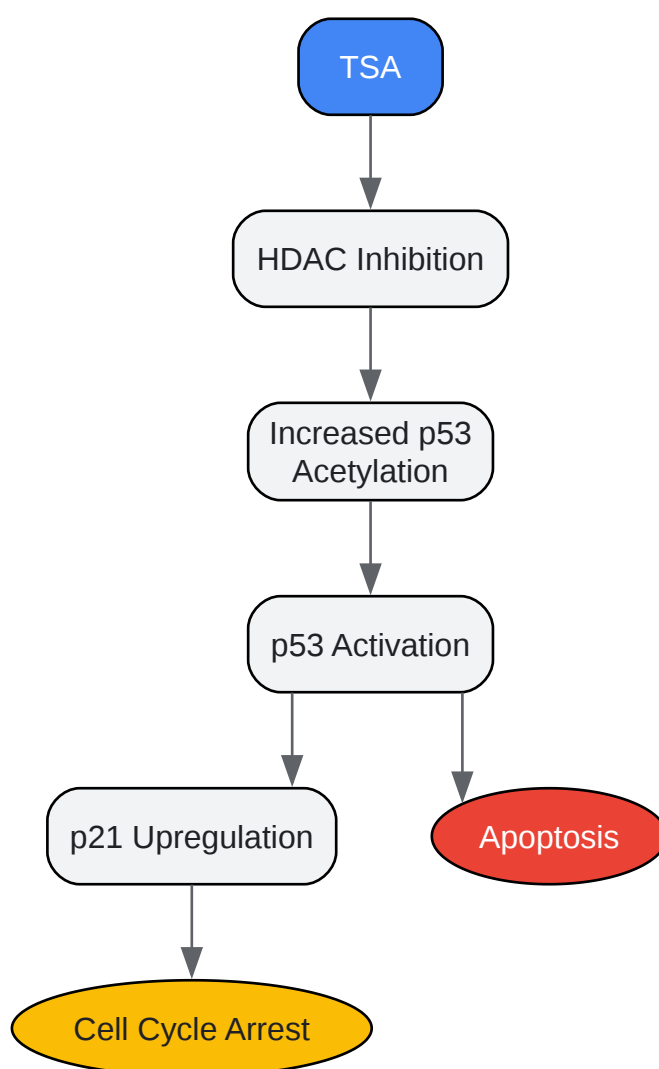 TSA
HDAC Inhibition
Increased p53
Acetylation
p53 Activation
p21 Upregulation
Apoptosis
Cell Cycle Arrest